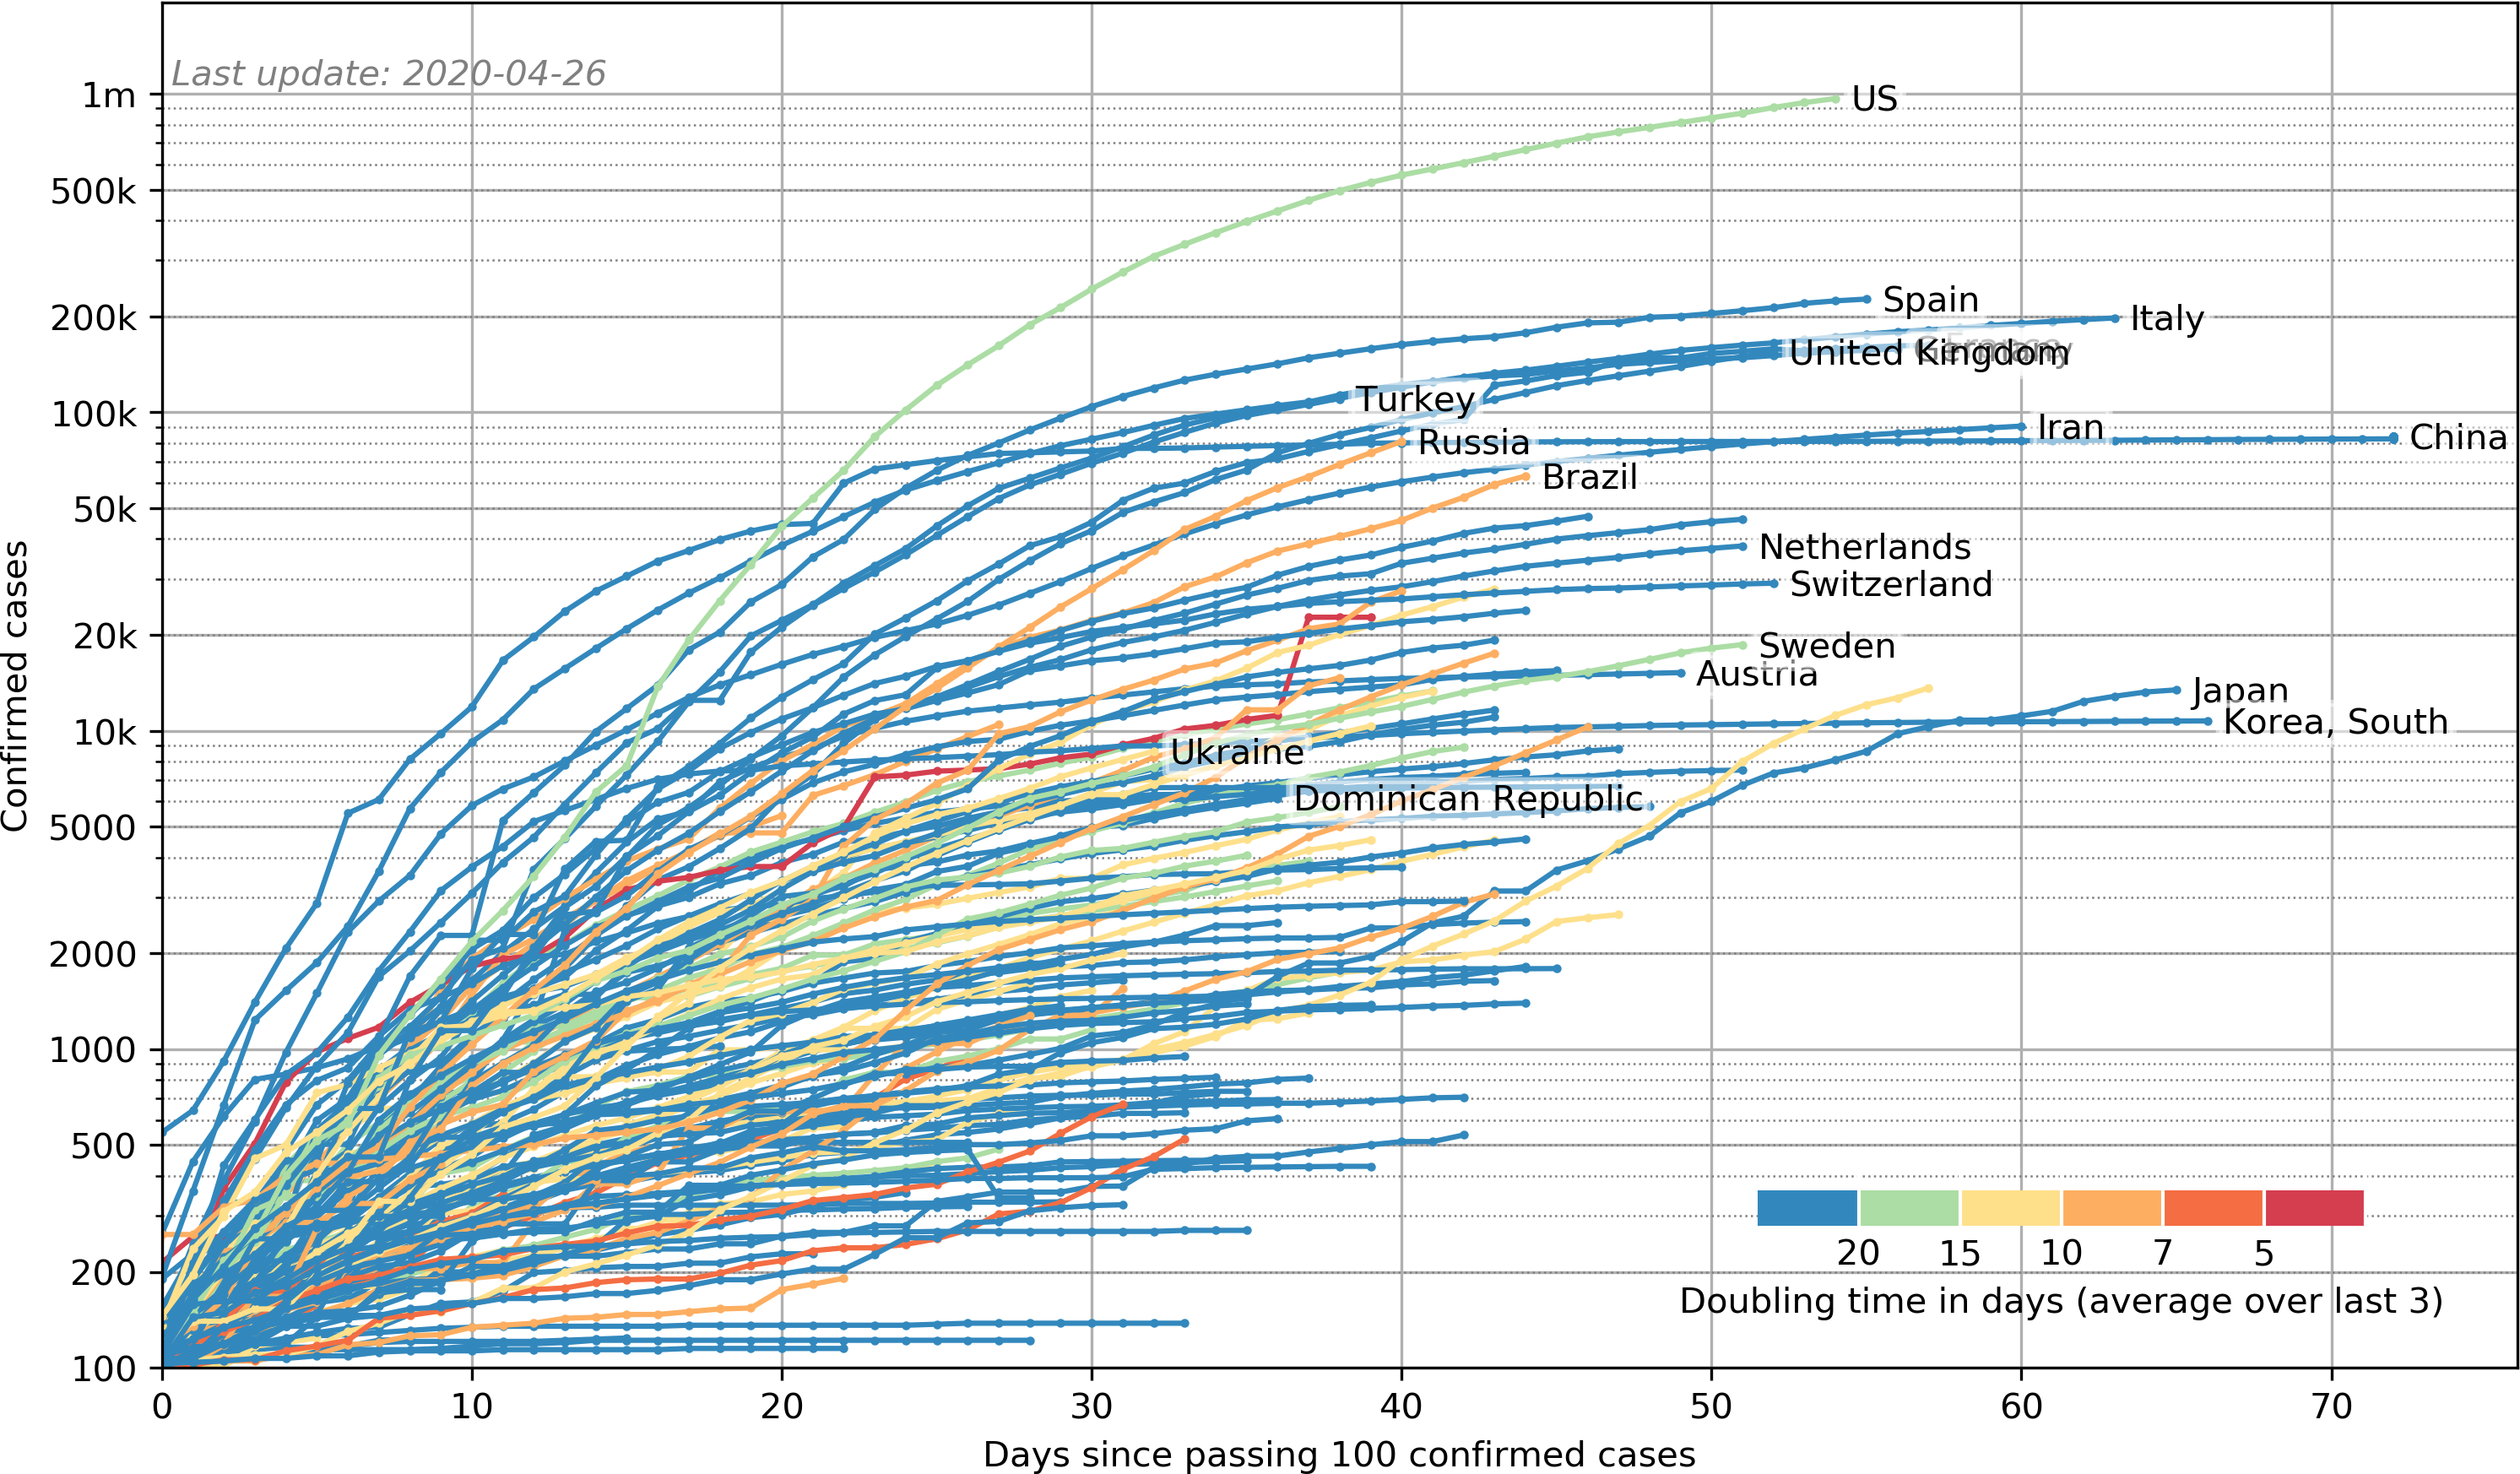 Last update: 2020-04-26
1m
500k
200k
100k
50k
20k
10k
5000
2000
1000
500
200
100
Confirmed cases
US
Spain
Italy
United Kingdom
Turkey
Iran
Russia
China
Brazil
Netherlands
Switzerland
Sweden
Austria
Japan
Korea, South
Ukraine
Dominican Republic
20 15 10 7 5
Doubling time in days (average over last 3)
0 10 20 30 40 50 60 70
Days since passing 100 confirmed cases